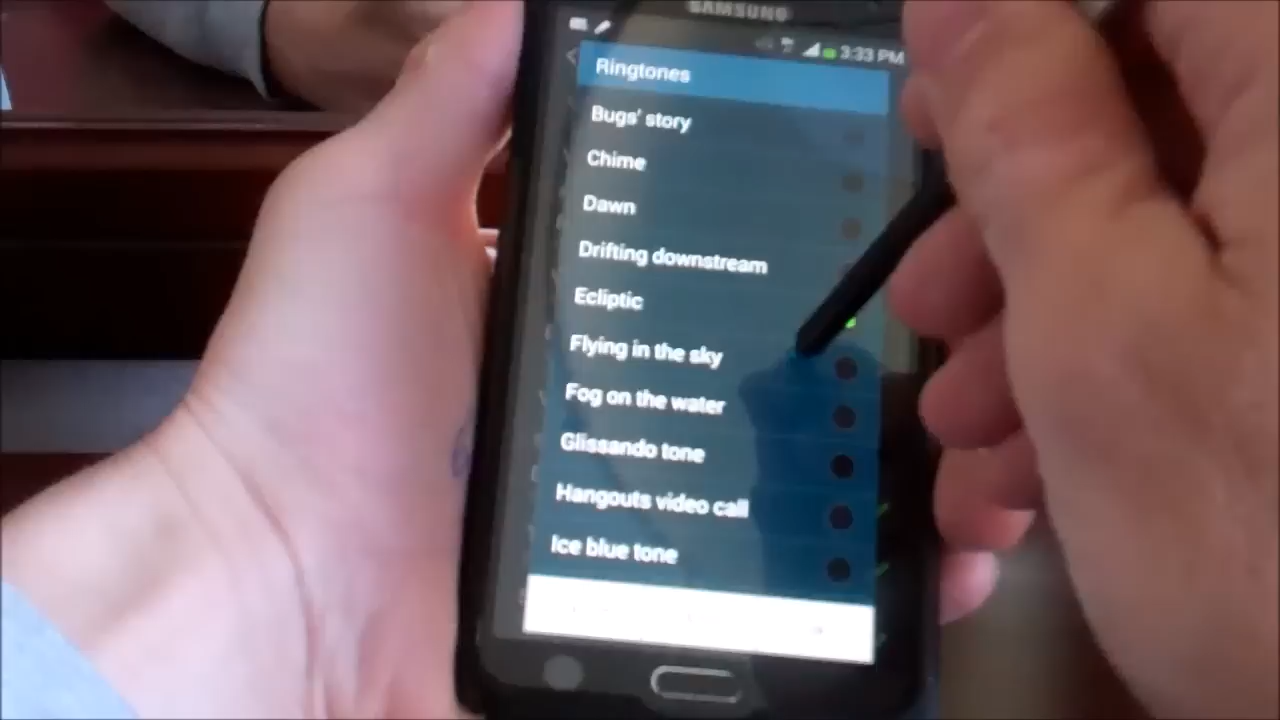 SAMSUNG
3:33 PM
Ringtones
Bugs' story
Chime
Dawn
Drifting downstream
Ecliptic
Flying in the sky
Fog on the water
Glissando tone
Hangouts video call
Ice blue tone